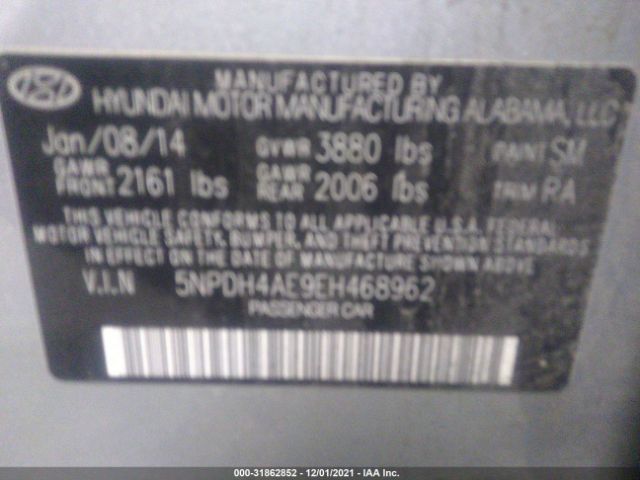 MANUFACTURED BY
HYUNDAI MOTOR MANUFACTURING ALABAMA, LLC
Jan/08/14 GVWR 3880 lbs PAINT SM
GAWR FRONT 2161 lbs GAWR REAR 2006 lbs TRIM RA
THIS VEHICLE CONFORMS TO ALL APPLICABLE U.S.A. FEDERAL
MOTOR VEHICLE SAFETY, BUMPER, AND THEFT PREVENTION STANDARDS
IN EFFECT ON THE DATE OF MANUFACTURE SHOWN ABOVE.
V.I.N 5NPDH4AE9EH468962
PASSENGER CAR
000-31862852 - 12/01/2021 - IAA Inc.